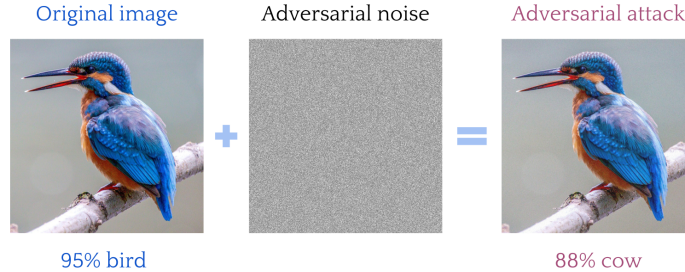 Original image
Adversarial noise
Adversarial attack
+
=
95% bird
88% cow